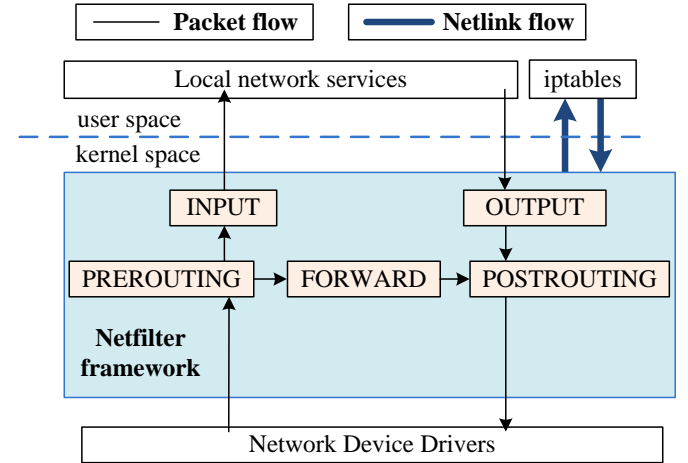 Packet flow
Netlink flow
Local network services
iptables
user space
kernel space
INPUT
OUTPUT
PREROUTING
FORWARD
POSTROUTING
Netfilter
framework
Network Device Drivers